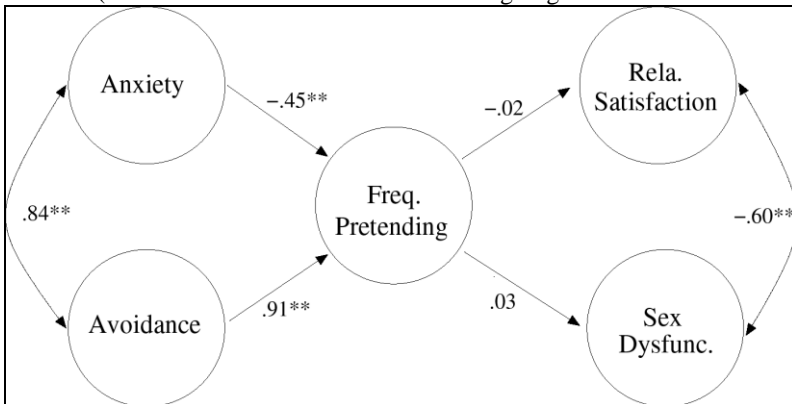 Anxiety
Rela.
Satisfaction
−.45**
−.02
Freq.
Pretending
.84**
−.60**
.91**
.03
Avoidance
Sex
Dysfunc.